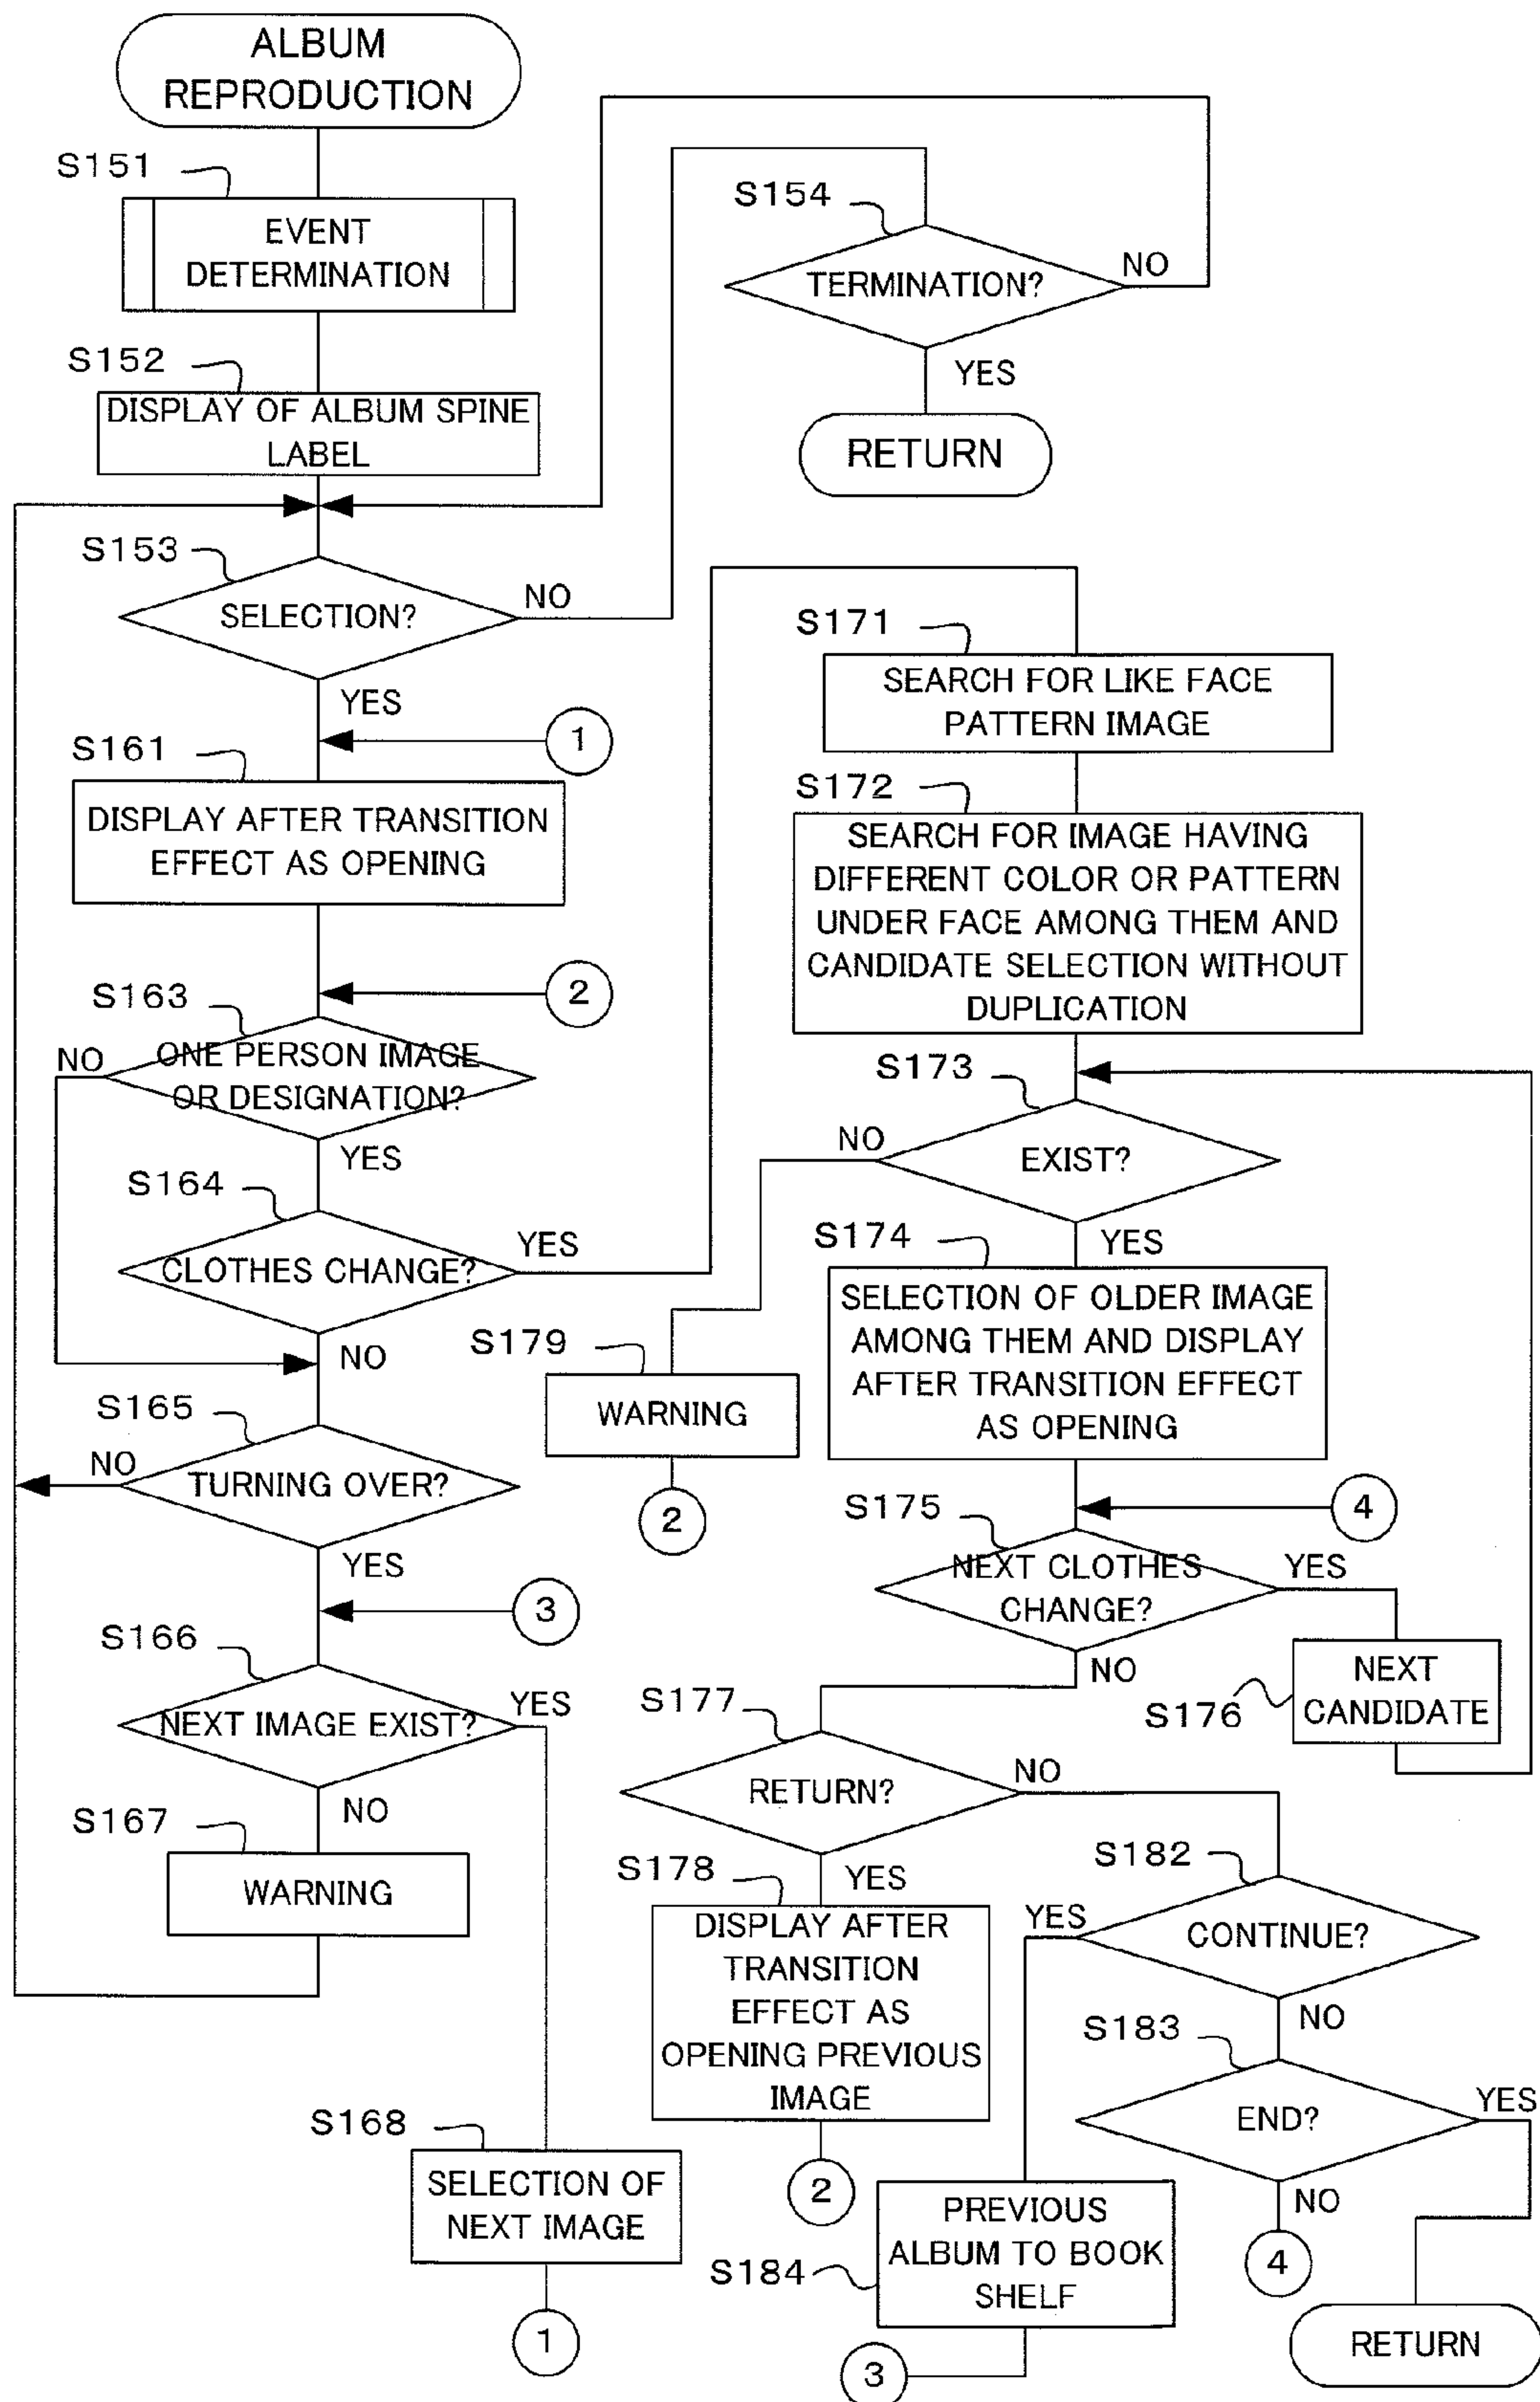 ALBUM
REPRODUCTION
S151
EVENT
DETERMINATION
S152
DISPLAY OF ALBUM SPINE
LABEL
S153
SELECTION?
NO
YES
S154
TERMINATION?
NO
YES
RETURN
1
S161
DISPLAY AFTER TRANSITION
EFFECT AS OPENING
2
S163
NO
ONE PERSON IMAGE
OR DESIGNATION?
YES
S164
CLOTHES CHANGE?
YES
NO
S165
NO
TURNING OVER?
YES
3
S166
NEXT IMAGE EXIST?
YES
NO
S167
WARNING
S168
SELECTION OF
NEXT IMAGE
1
S171
SEARCH FOR LIKE FACE
PATTERN IMAGE
S172
SEARCH FOR IMAGE HAVING
DIFFERENT COLOR OR PATTERN
UNDER FACE AMONG THEM AND
CANDIDATE SELECTION WITHOUT
DUPLICATION
S173
NO
EXIST?
YES
S179
WARNING
2
S174
SELECTION OF OLDER IMAGE
AMONG THEM AND DISPLAY
AFTER TRANSITION EFFECT
AS OPENING
4
S175
NEXT CLOTHES
CHANGE?
YES
NO
S176
NEXT
CANDIDATE
S177
RETURN?
NO
YES
S178
DISPLAY AFTER
TRANSITION
EFFECT AS
OPENING PREVIOUS
IMAGE
2
S182
YES
CONTINUE?
NO
S183
END?
YES
NO
4
S184
PREVIOUS
ALBUM TO BOOK
SHELF
3
RETURN